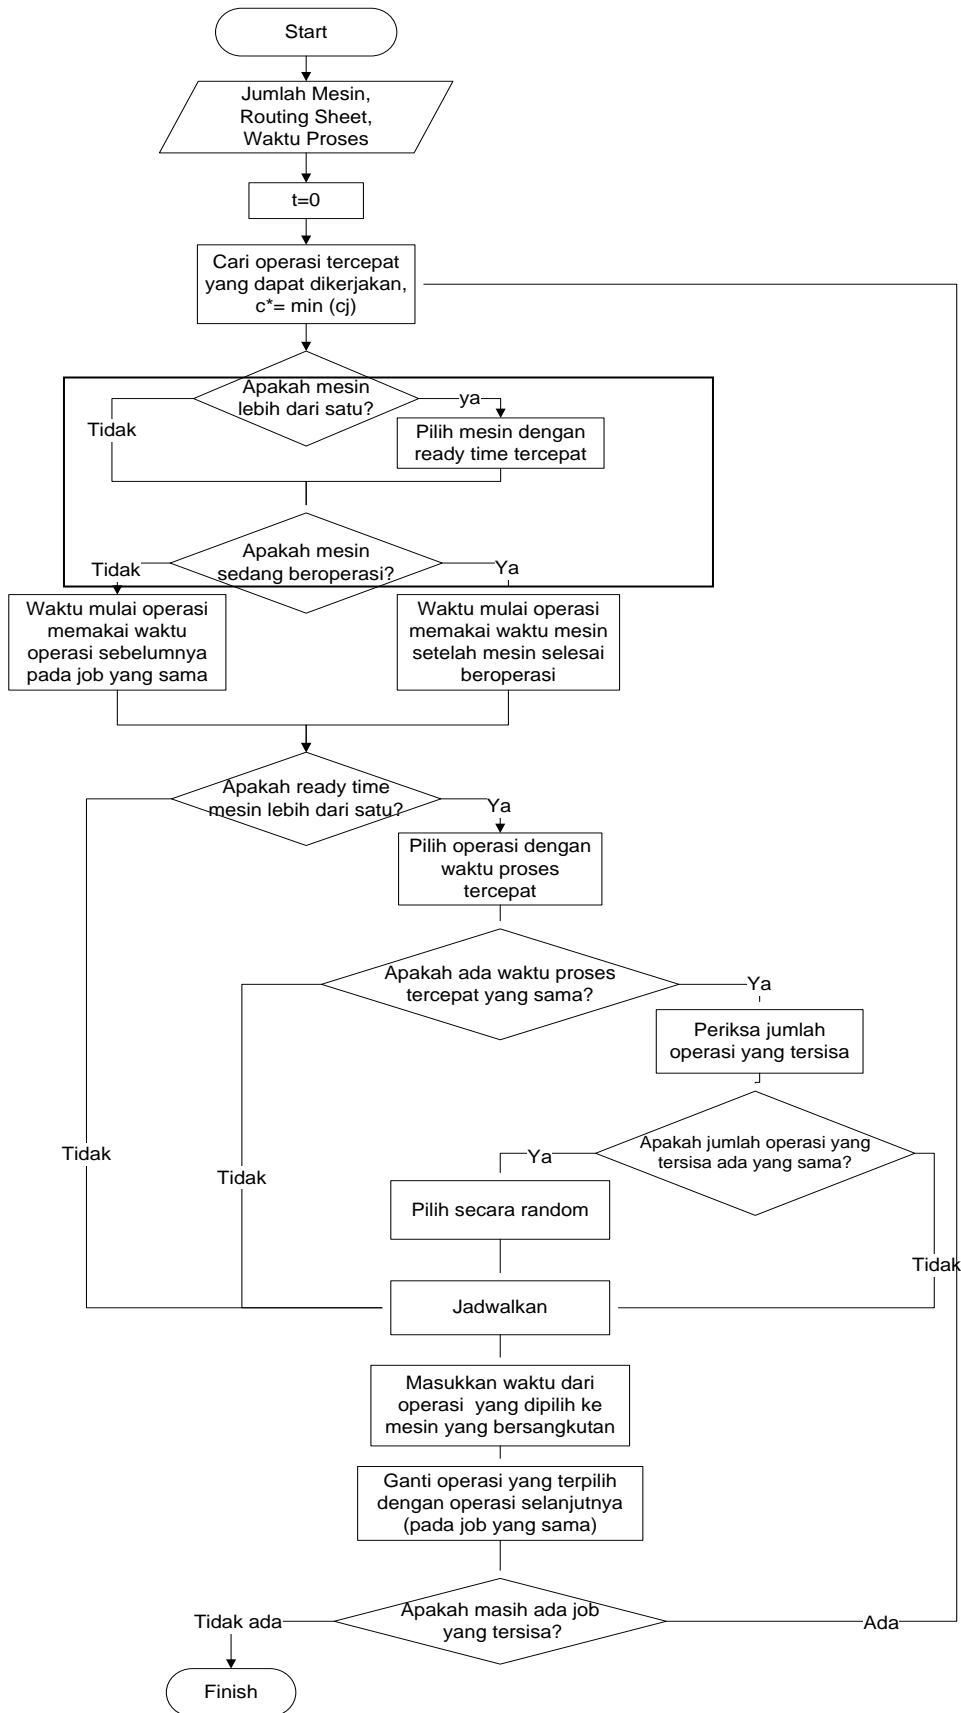 Start
Jumlah Mesin,
Routing Sheet,
Waktu Proses
t=0
Cari operasi tercepat
yang dapat dikerjakan,
c*= min (cj)
Apakah mesin
lebih dari satu?
ya
Tidak
Pilih mesin dengan
ready time tercepat
Apakah mesin
sedang beroperasi?
Tidak
Ya
Waktu mulai operasi
memakai waktu
operasi sebelumnya
pada job yang sama
Waktu mulai operasi
memakai waktu mesin
setelah mesin selesai
beroperasi
Apakah ready time
mesin lebih dari satu?
Ya
Pilih operasi dengan
waktu proses
tercepat
Apakah ada waktu proses
tercepat yang sama?
Ya
Periksa jumlah
operasi yang tersisa
Tidak
Tidak
Apakah jumlah operasi yang
tersisa ada yang sama?
Ya
Pilih secara random
Tidak
Jadwalkan
Masukkan waktu dari
operasi  yang dipilih ke
mesin yang bersangkutan
Ganti operasi yang terpilih
dengan operasi selanjutnya
(pada job yang sama)
Apakah masih ada job
yang tersisa?
Tidak ada
Ada
Finish